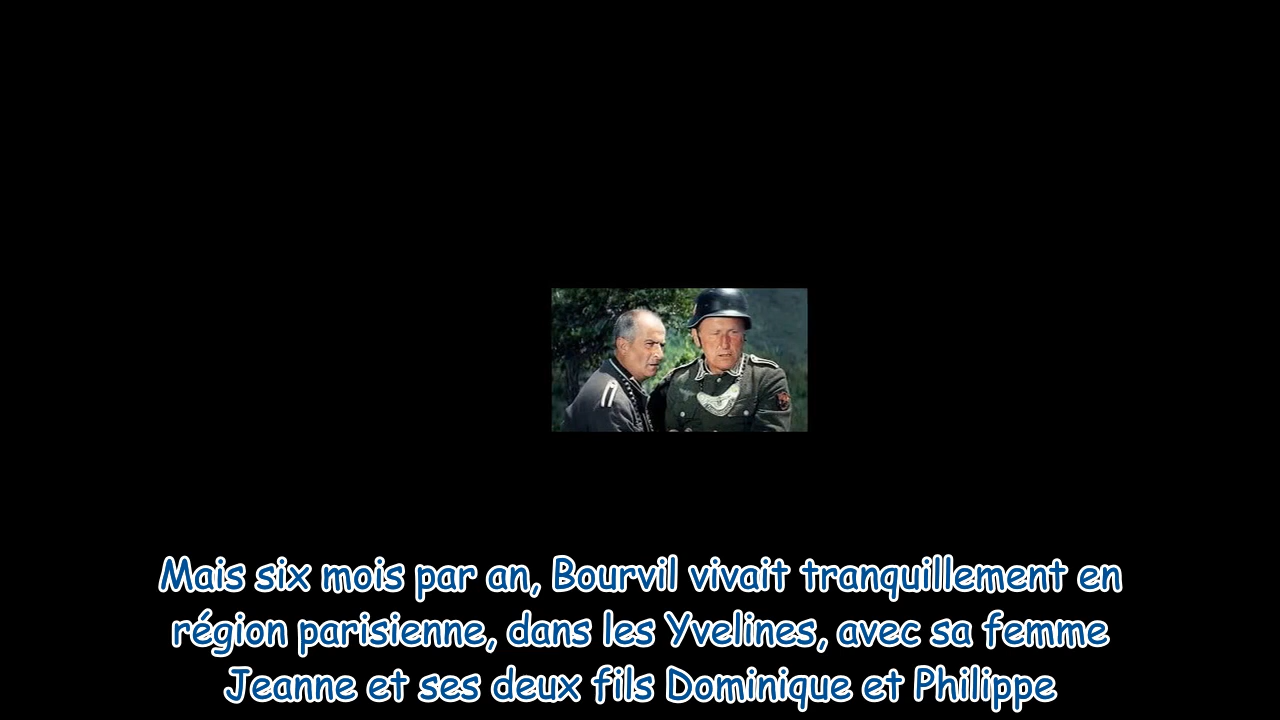 Mais six mois par an, Bourvil vivait tranquillement en
région parisienne, dans les Yvelines, avec sa femme
Jeanne et ses deux fils Dominique et Philippe